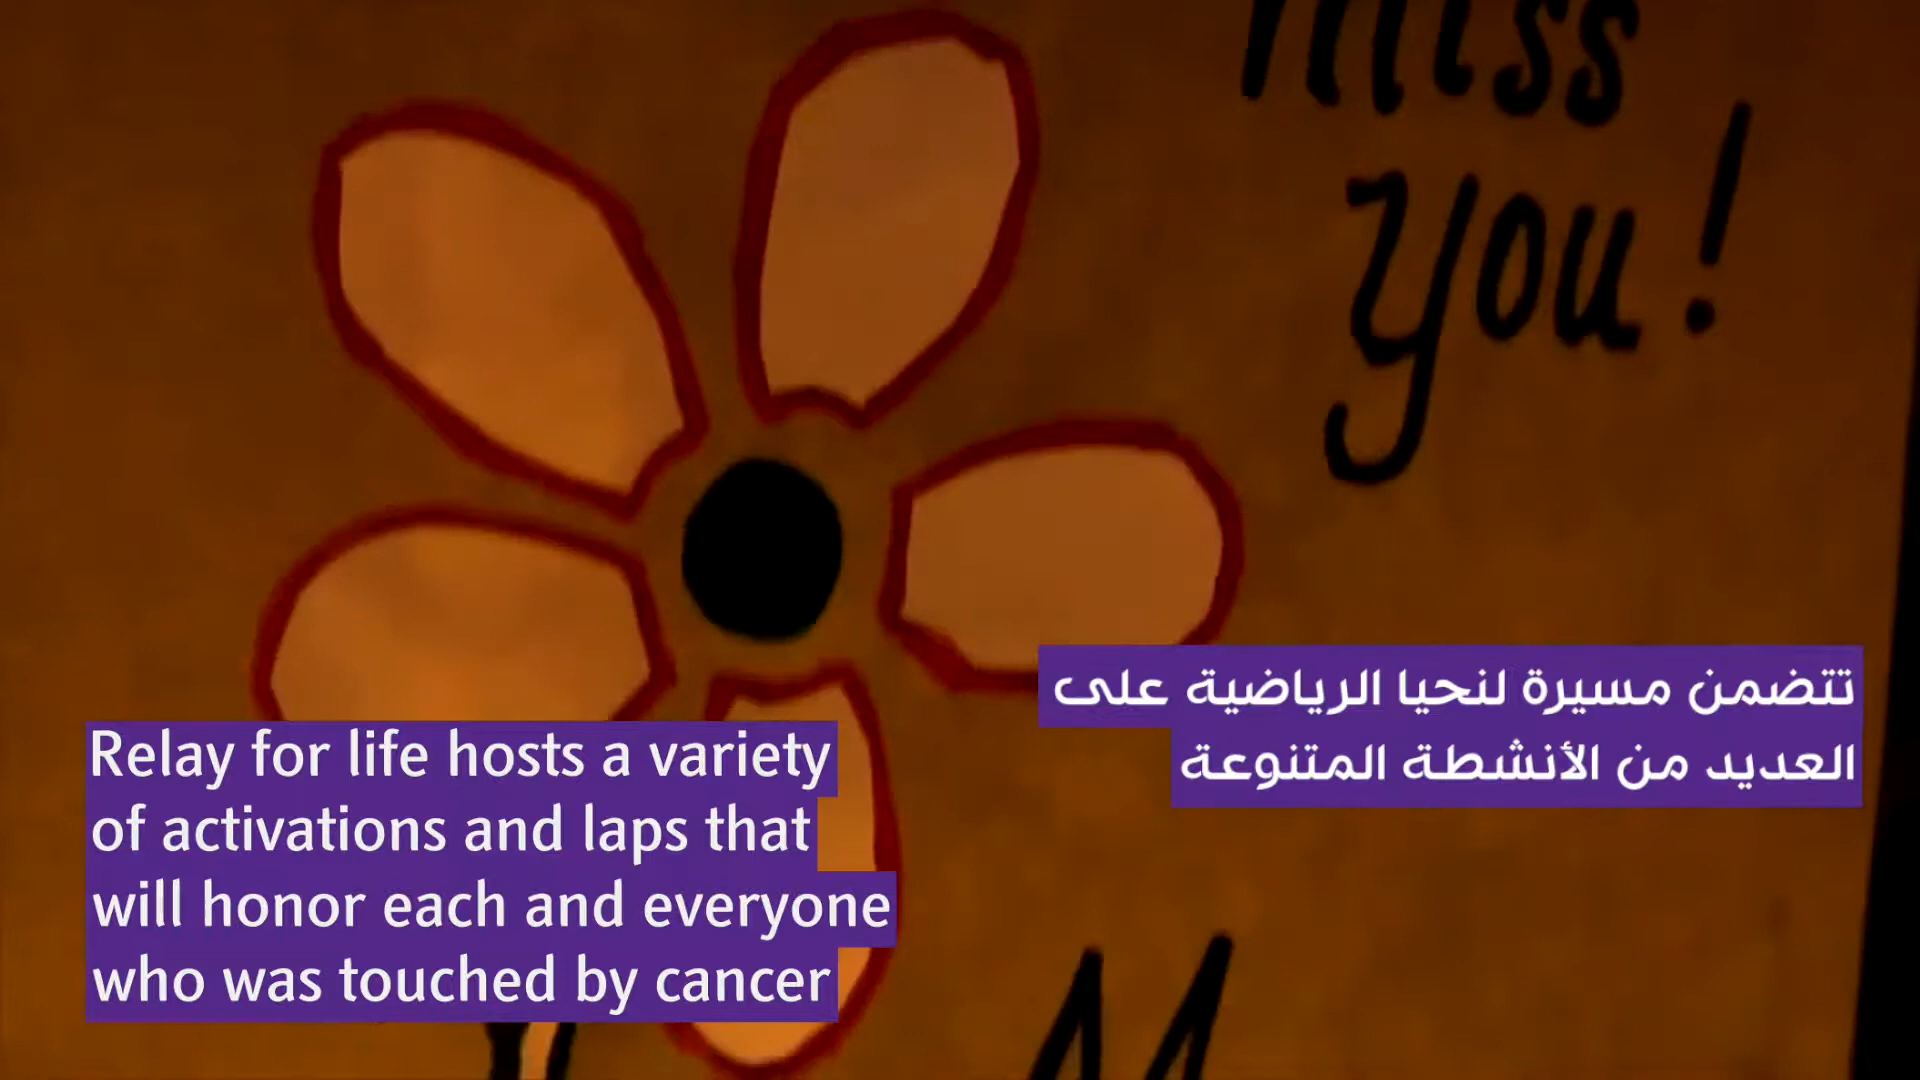 miss
you!
تتضمن مسيرة لنحيا الرياضية على
العديد من الأنشطة المتنوعة
Relay for life hosts a variety
of activations and laps that
will honor each and everyone
who was touched by cancer